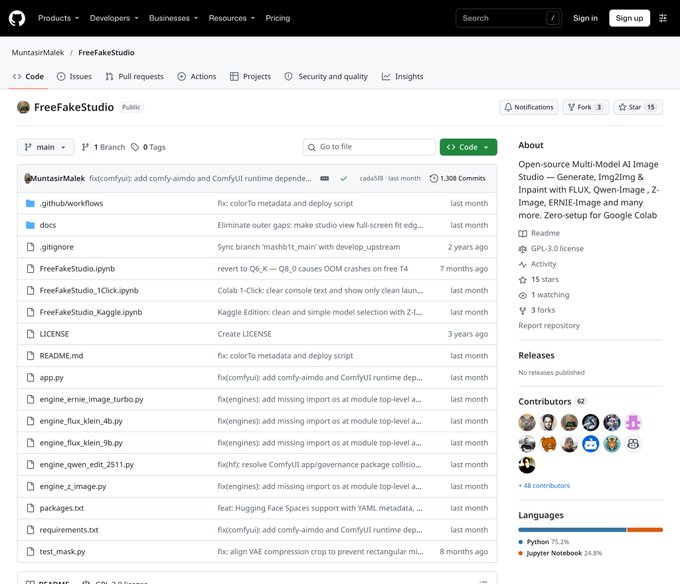 Products Developers Businesses Resources Pricing Search / Sign in Sign up
MuntasirMalek / FreeFakeStudio
Code Issues Pull requests Actions Projects Security and quality Insights
FreeFakeStudio Public Notifications Fork 3 Star 15
main 1 Branch 0 Tags Go to file Code
MuntasirMalek fix(comfyui): add comfy-aimdo and ComfyUI runtime depende... cada5f8 · last month 1,308 Commits
.github/workflows fix: colorTo metadata and deploy script last month
docs Eliminate outer gaps: make studio view full-screen fit edg... last month
.gitignore Sync branch 'mashb1t_main' with develop_upstream 2 years ago
FreeFakeStudio.ipynb revert to Q6_K — Q8_0 causes OOM crashes on free T4 7 months ago
FreeFakeStudio_1Click.ipynb Colab 1-Click: clear console text and show only clean laun... last month
FreeFakeStudio_Kaggle.ipynb Kaggle Edition: clean and simple model selection with Z-I... last month
LICENSE Create LICENSE 3 years ago
README.md fix: colorTo metadata and deploy script last month
app.py fix(comfyui): add comfy-aimdo and ComfyUI runtime dep... last month
engine_ernie_image_turbo.py fix(engines): add missing import os at module top-level a... last month
engine_flux_klein_4b.py fix(engines): add missing import os at module top-level a... last month
engine_flux_klein_9b.py fix(engines): add missing import os at module top-level a... last month
engine_qwen_edit_2511.py fix(hf): resolve ComfyUI app/governance package collisio... last month
engine_z_image.py fix(engines): add missing import os at module top-level a... last month
packages.txt feat: Hugging Face Spaces support with YAML metadata, ... last month
requirements.txt fix(comfyui): add comfy-aimdo and ComfyUI runtime dep... last month
test_mask.py fix: align VAE compression crop to prevent rectangular mi... 8 months ago
README GPL-3.0 license
About
Open-source Multi-Model AI Image
Studio — Generate, Img2Img &
Inpaint with FLUX, Qwen-Image , Z-
Image, ERNIE-Image and many
more. Zero-setup for Google Colab
Readme
GPL-3.0 license
Activity
15 stars
1 watching
3 forks
Report repository
Releases
No releases published
Contributors 62
+ 48 contributors
Languages
Python 75.2%
Jupyter Notebook 24.8%